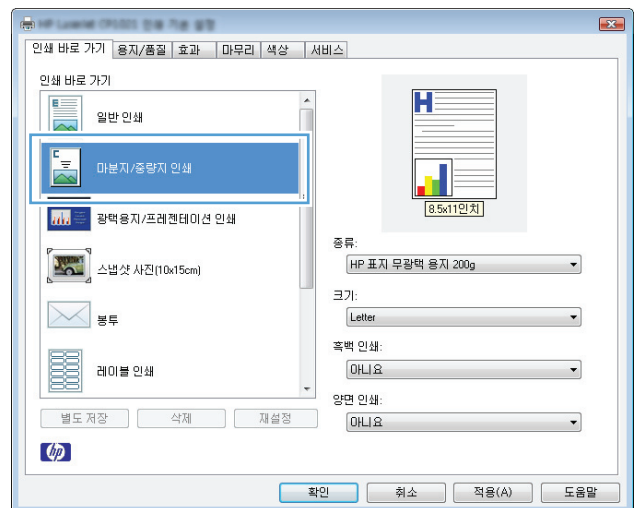 인쇄 바로 가기
용지/품질
효과
마무리
색상
서비스
인쇄 바로 가기
일반 인쇄
마분지/중량지 인쇄
광택용지/프레젠테이션 인쇄
스냅샷 사진(10x15cm)
봉투
레이블 인쇄
별도 저장
삭제
재설정
8.5x11인치
종류:
HP 표지 무광택 용지 200g
크기:
Letter
흑백 인쇄:
아니요
양면 인쇄:
아니요
hp
확인
취소
적용(A)
도움말